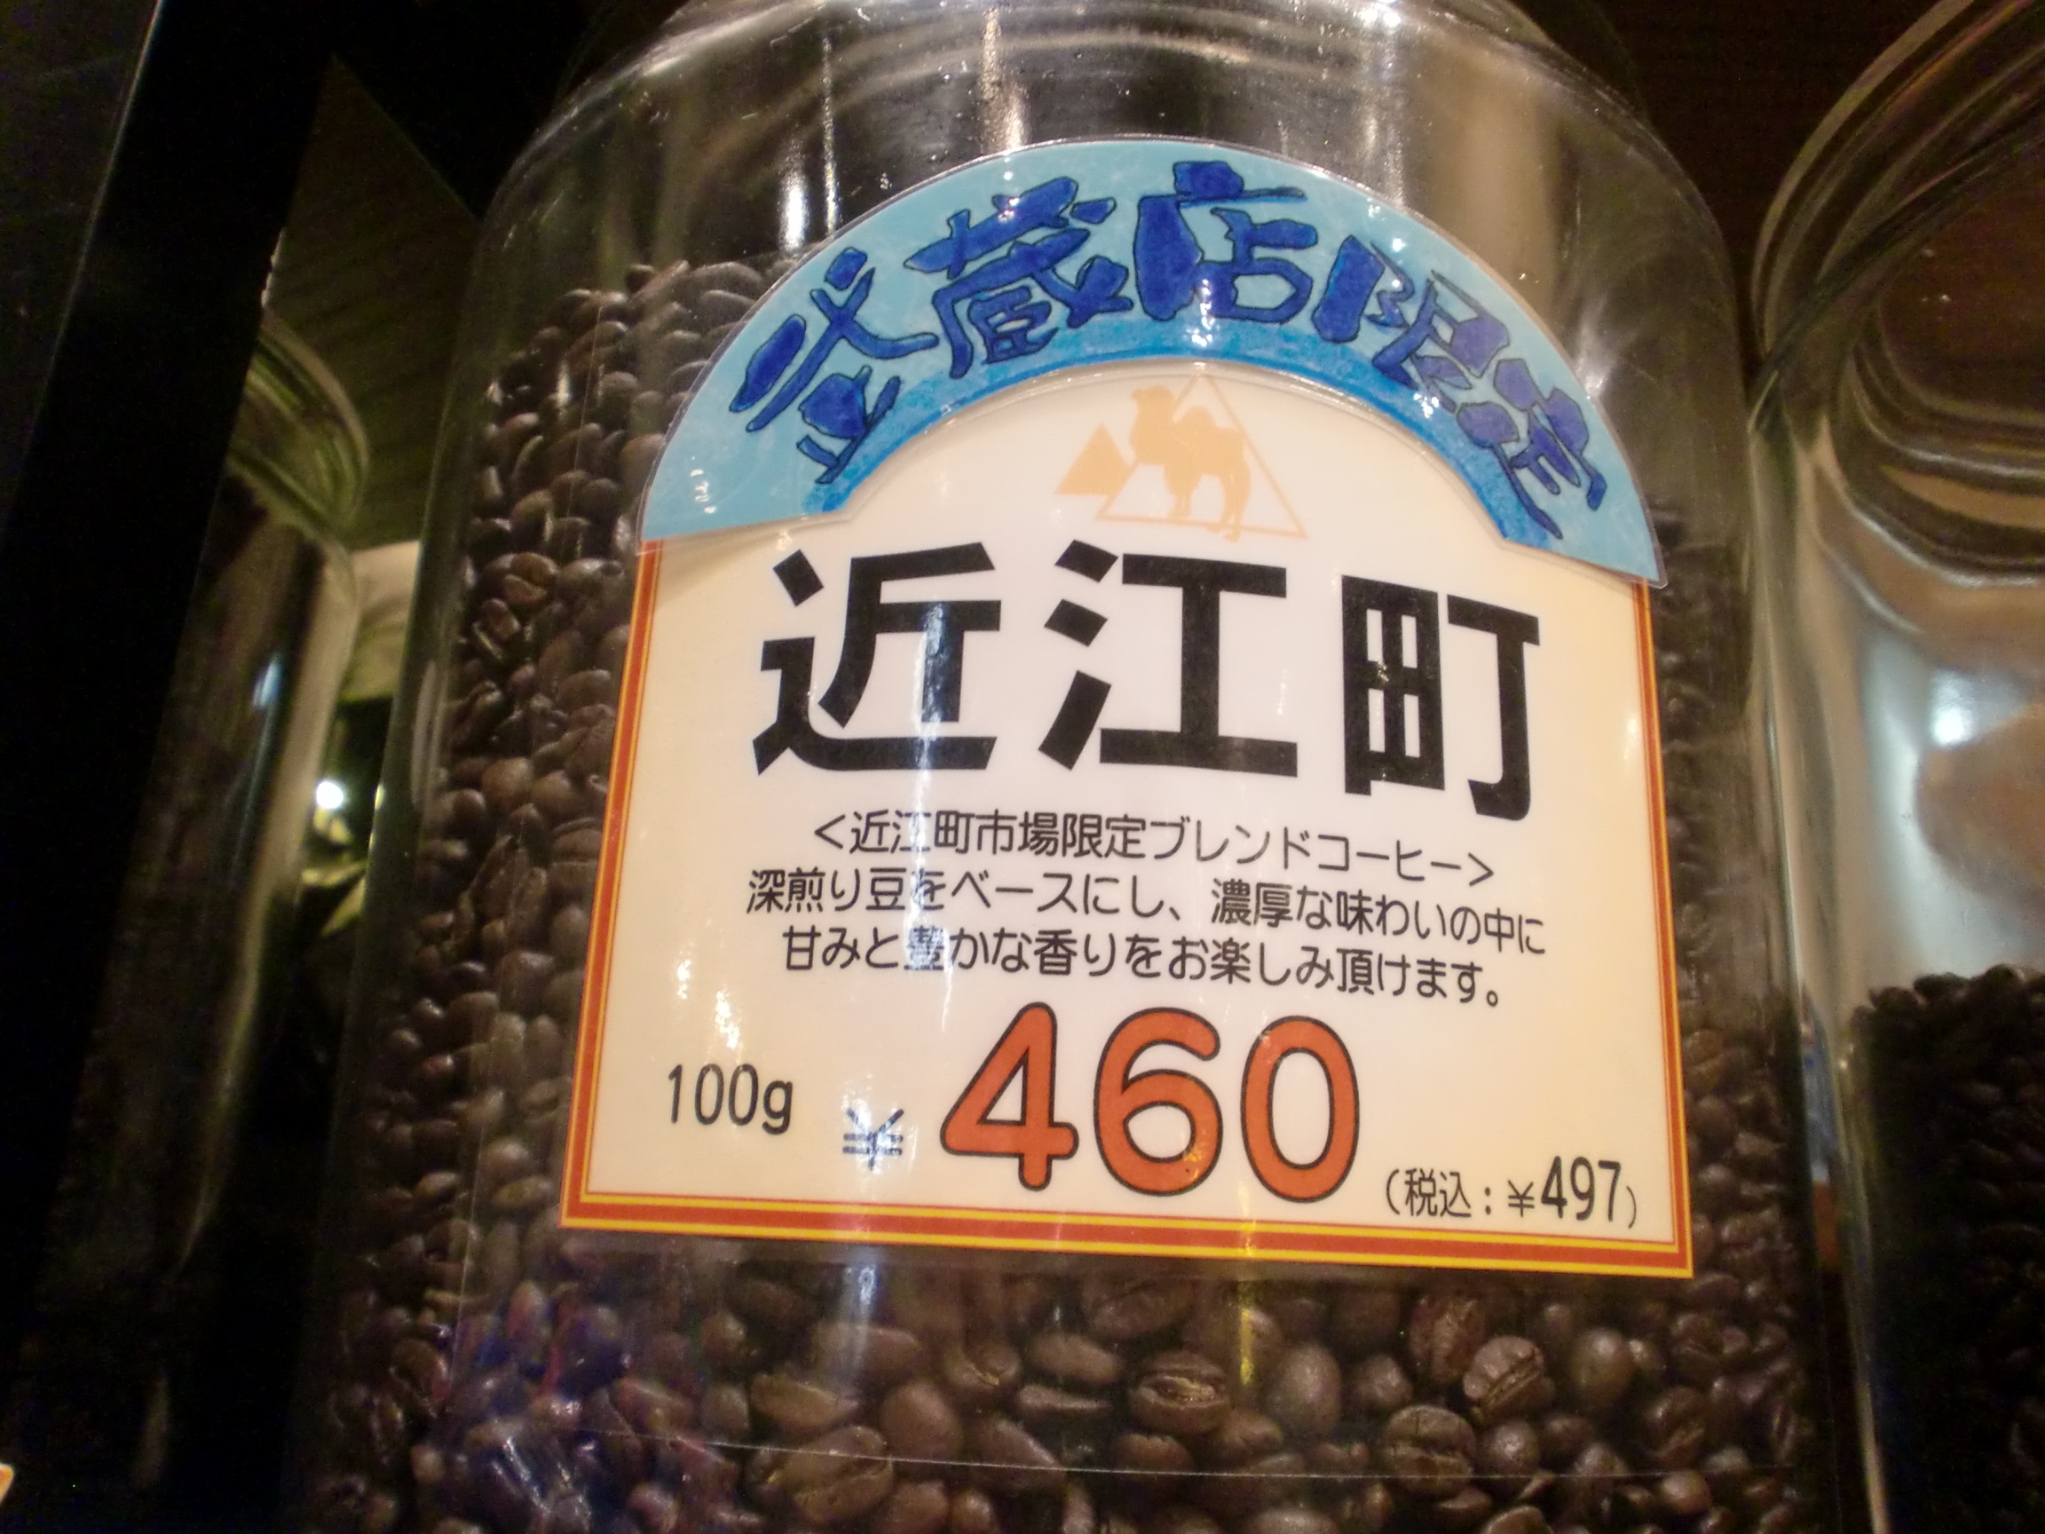 武蔵店限定
近江町
<近江町市場限定ブレンドコーヒー>
深煎り豆をベースにし、濃厚な味わいの中に
甘みと豊かな香りをお楽しみ頂けます。
100g ¥ 460 (税込:¥497)